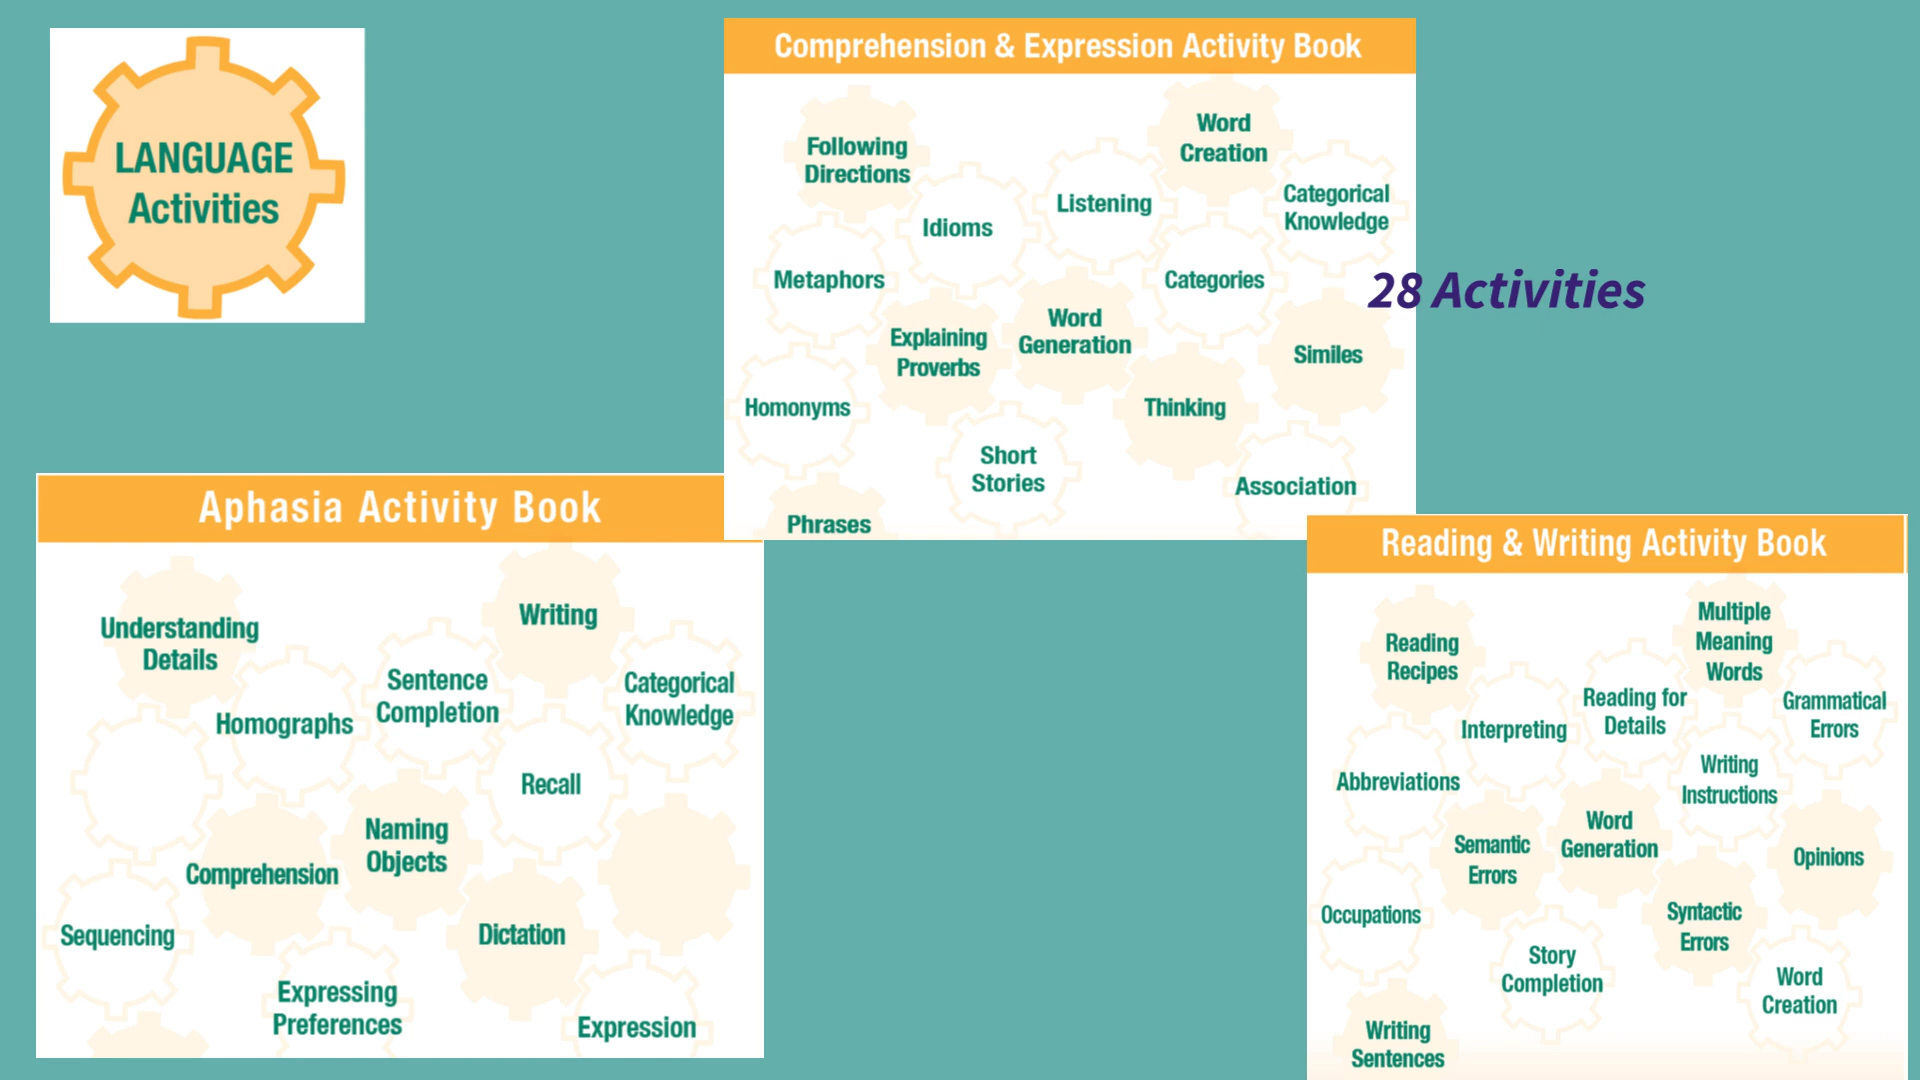 LANGUAGE
Activities
Comprehension & Expression Activity Book
Following
Directions
Idioms
Listening
Word
Creation
Categorical
Knowledge
Metaphors
Categories
Explaining
Proverbs
Word
Generation
Similes
Homonyms
Thinking
Short
Stories
Association
Phrases
28 Activities
Aphasia Activity Book
Understanding
Details
Homographs
Sentence
Completion
Writing
Categorical
Knowledge
Recall
Comprehension
Naming
Objects
Sequencing
Dictation
Expressing
Preferences
Expression
Reading & Writing Activity Book
Reading
Recipes
Interpreting
Reading for
Details
Multiple
Meaning
Words
Grammatical
Errors
Abbreviations
Writing
Instructions
Semantic
Errors
Word
Generation
Opinions
Occupations
Syntactic
Errors
Story
Completion
Word
Creation
Writing
Sentences